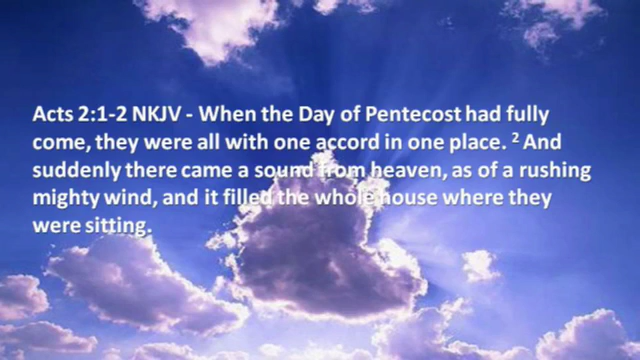 Acts 2:1-2 NKJV - When the Day of Pentecost had fully
come, they were all with one accord in one place. ² And
suddenly there came a sound from heaven, as of a rushing
mighty wind, and it filled the whole house where they
were sitting.